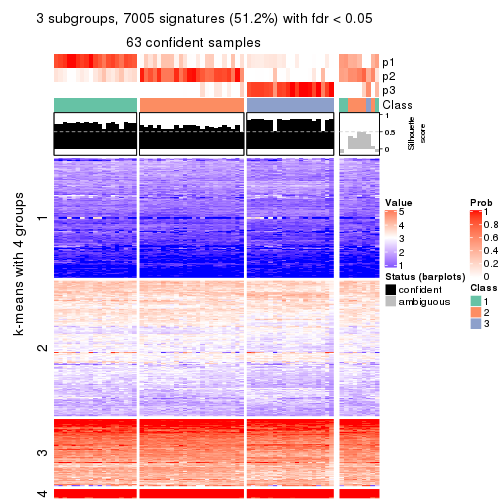 3 subgroups, 7005 signatures (51.2%) with fdr < 0.05
63 confident samples
p1
p2
p3
Class
1
0.5
0
Silhouette
score
k-means with 4 groups
1
2
3
4
Value
5
4
3
2
1
Status (barplots)
confident
ambiguous
Prob
1
0.8
0.6
0.4
0.2
0
Class
1
2
3